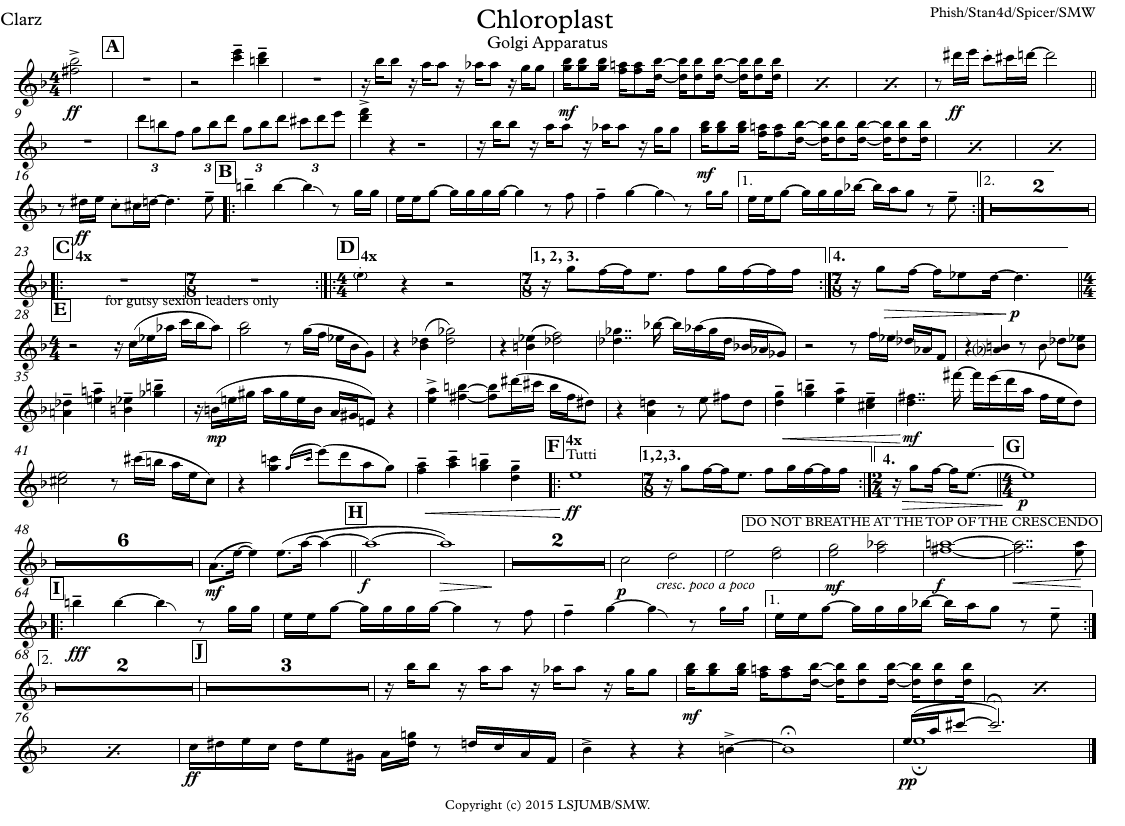 Clarz
Chloroplast
Golgi Apparatus
Phish/Stan4d/Spicer/SMW
A
ff
mf
ff
9
3 3 3 3
mf
16
B
ff
1.
2.
2
23
C
4x
D
4x
1, 2, 3.
4.
p
E
for gutsy sexion leaders only
28
35
mp
mf
41
F
4x
Tutti
ff
1,2,3.
4.
G
p
48
6
mf
H
f
2
p
cresc. poco a poco
mf
f
DO NOT BREATHE AT THE TOP OF THE CRESCENDO
I
64
fff
1.
68
2.
2
J
3
mf
76
ff
pp
Copyright (c) 2015 LSJUMB/SMW.